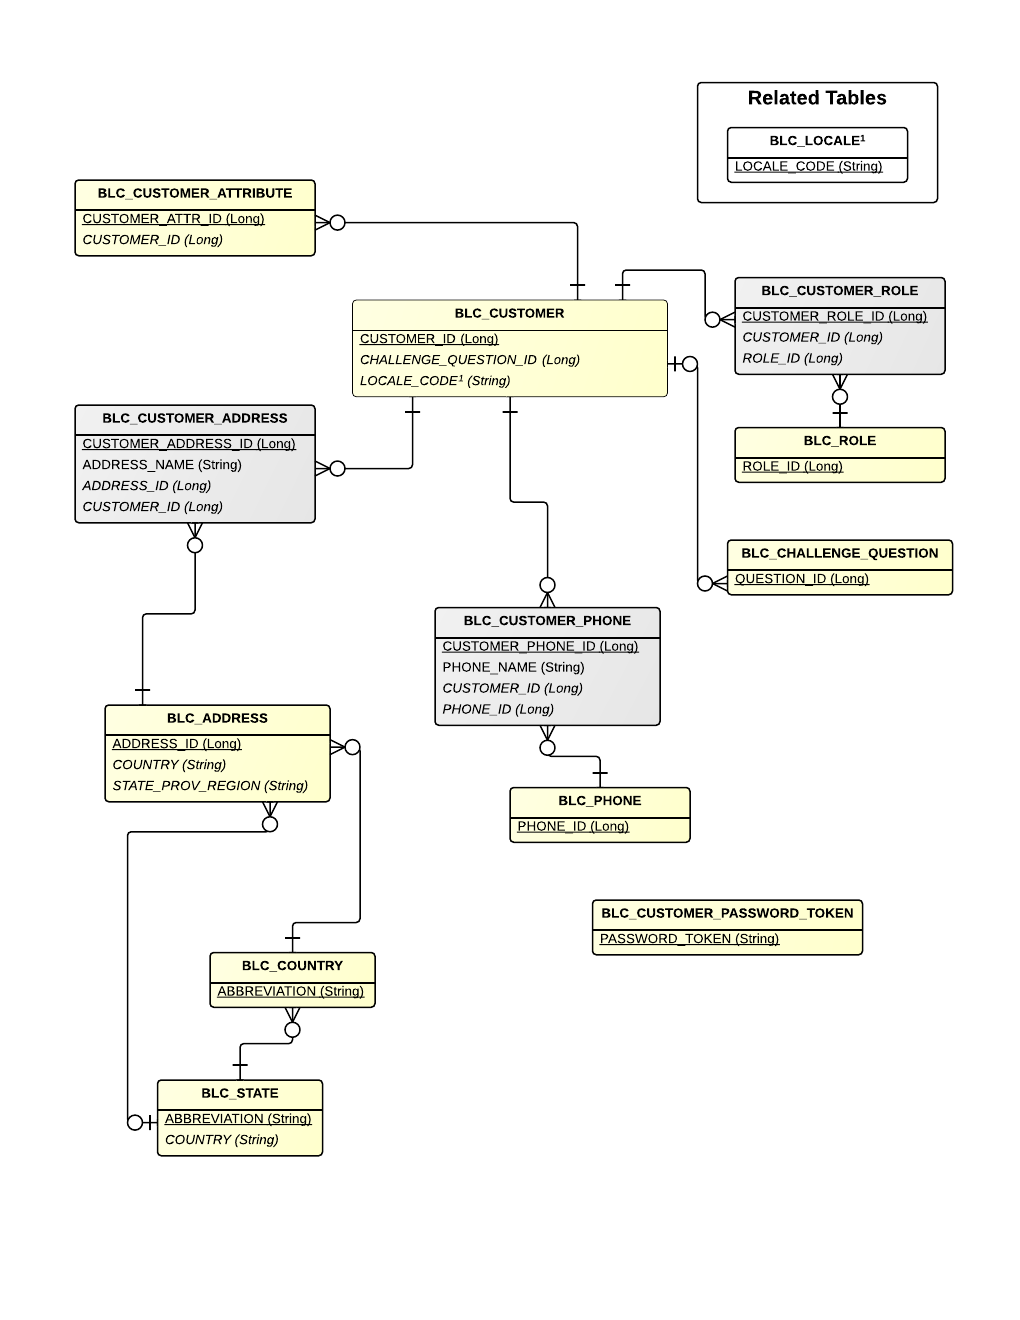 Related Tables
BLC_LOCALE¹
LOCALE_CODE (String)
BLC_CUSTOMER_ATTRIBUTE
CUSTOMER_ATTR_ID (Long)
CUSTOMER_ID (Long)
BLC_CUSTOMER
CUSTOMER_ID (Long)
CHALLENGE_QUESTION_ID (Long)
LOCALE_CODE¹ (String)
BLC_CUSTOMER_ROLE
CUSTOMER_ROLE_ID (Long)
CUSTOMER_ID (Long)
ROLE_ID (Long)
BLC_CUSTOMER_ADDRESS
CUSTOMER_ADDRESS_ID (Long)
ADDRESS_NAME (String)
ADDRESS_ID (Long)
CUSTOMER_ID (Long)
BLC_ROLE
ROLE_ID (Long)
BLC_CHALLENGE_QUESTION
QUESTION_ID (Long)
BLC_CUSTOMER_PHONE
CUSTOMER_PHONE_ID (Long)
PHONE_NAME (String)
CUSTOMER_ID (Long)
PHONE_ID (Long)
BLC_ADDRESS
ADDRESS_ID (Long)
COUNTRY (String)
STATE_PROV_REGION (String)
BLC_PHONE
PHONE_ID (Long)
BLC_CUSTOMER_PASSWORD_TOKEN
PASSWORD_TOKEN (String)
BLC_COUNTRY
ABBREVIATION (String)
BLC_STATE
ABBREVIATION (String)
COUNTRY (String)